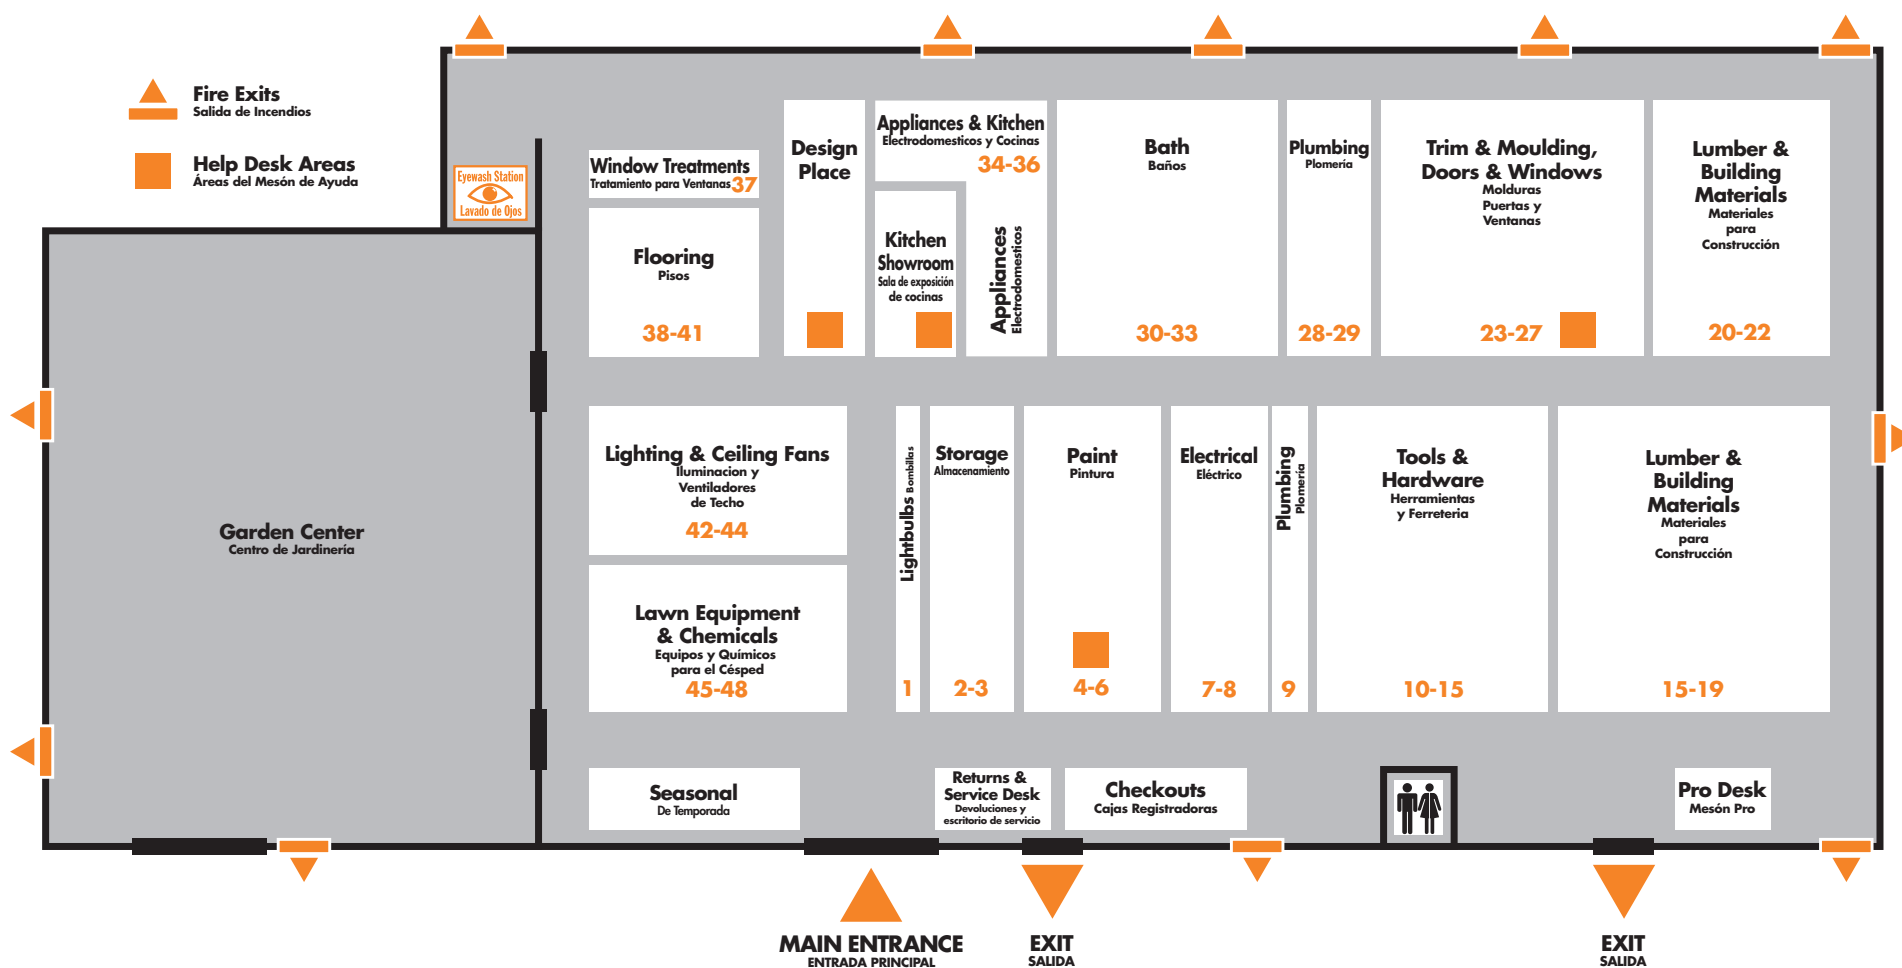 Fire Exits
Salida de Incendios
Help Desk Areas
Áreas del Mesón de Ayuda
Eyewash Station
Lavado de Ojos
Window Treatments
Tratamiento para Ventanas 37
Flooring
Pisos
38-41
Design
Place
Appliances & Kitchen
Electrodomesticos y Cocinas
34-36
Kitchen
Showroom
Sala de exposición
de cocinas
Appliances
Electrodomesticos
Bath
Baños
30-33
Plumbing
Plomería
28-29
Trim & Moulding,
Doors & Windows
Molduras
Puertas y
Ventanas
23-27
Lumber &
Building
Materials
Materiales
para
Construcción
20-22
Garden Center
Centro de Jardinería
Lighting & Ceiling Fans
Iluminacion y
Ventiladores
de Techo
42-44
Lawn Equipment
& Chemicals
Equipos y Químicos
para el Césped
45-48
Lightbulbs Bombillas
1
Storage
Almacenamiento
2-3
Paint
Pintura
4-6
Electrical
Eléctrico
7-8
Plumbing
Plomería
9
Tools &
Hardware
Herramientas
y Ferreteria
10-15
Lumber &
Building
Materials
Materiales
para
Construcción
15-19
Seasonal
De Temporada
Returns &
Service Desk
Devoluciones y
escritorio de servicio
Checkouts
Cajas Registradoras
Pro Desk
Mesón Pro
MAIN ENTRANCE
ENTRADA PRINCIPAL
EXIT
SALIDA
EXIT
SALIDA